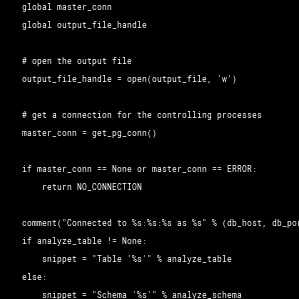 global master_conn
global output_file_handle
# open the output file
output_file_handle = open(output_file, 'w')
# get a connection for the controlling processes
master_conn = get_pg_conn()
if master_conn == None or master_conn == ERROR:
return NO_CONNECTION
comment("Connected to %s:%s:%s as %s" % (db_host, db_por
if analyze_table != None:
snippet = "Table '%s'" % analyze_table
else:
snippet = "Schema '%s'" % analyze_schema